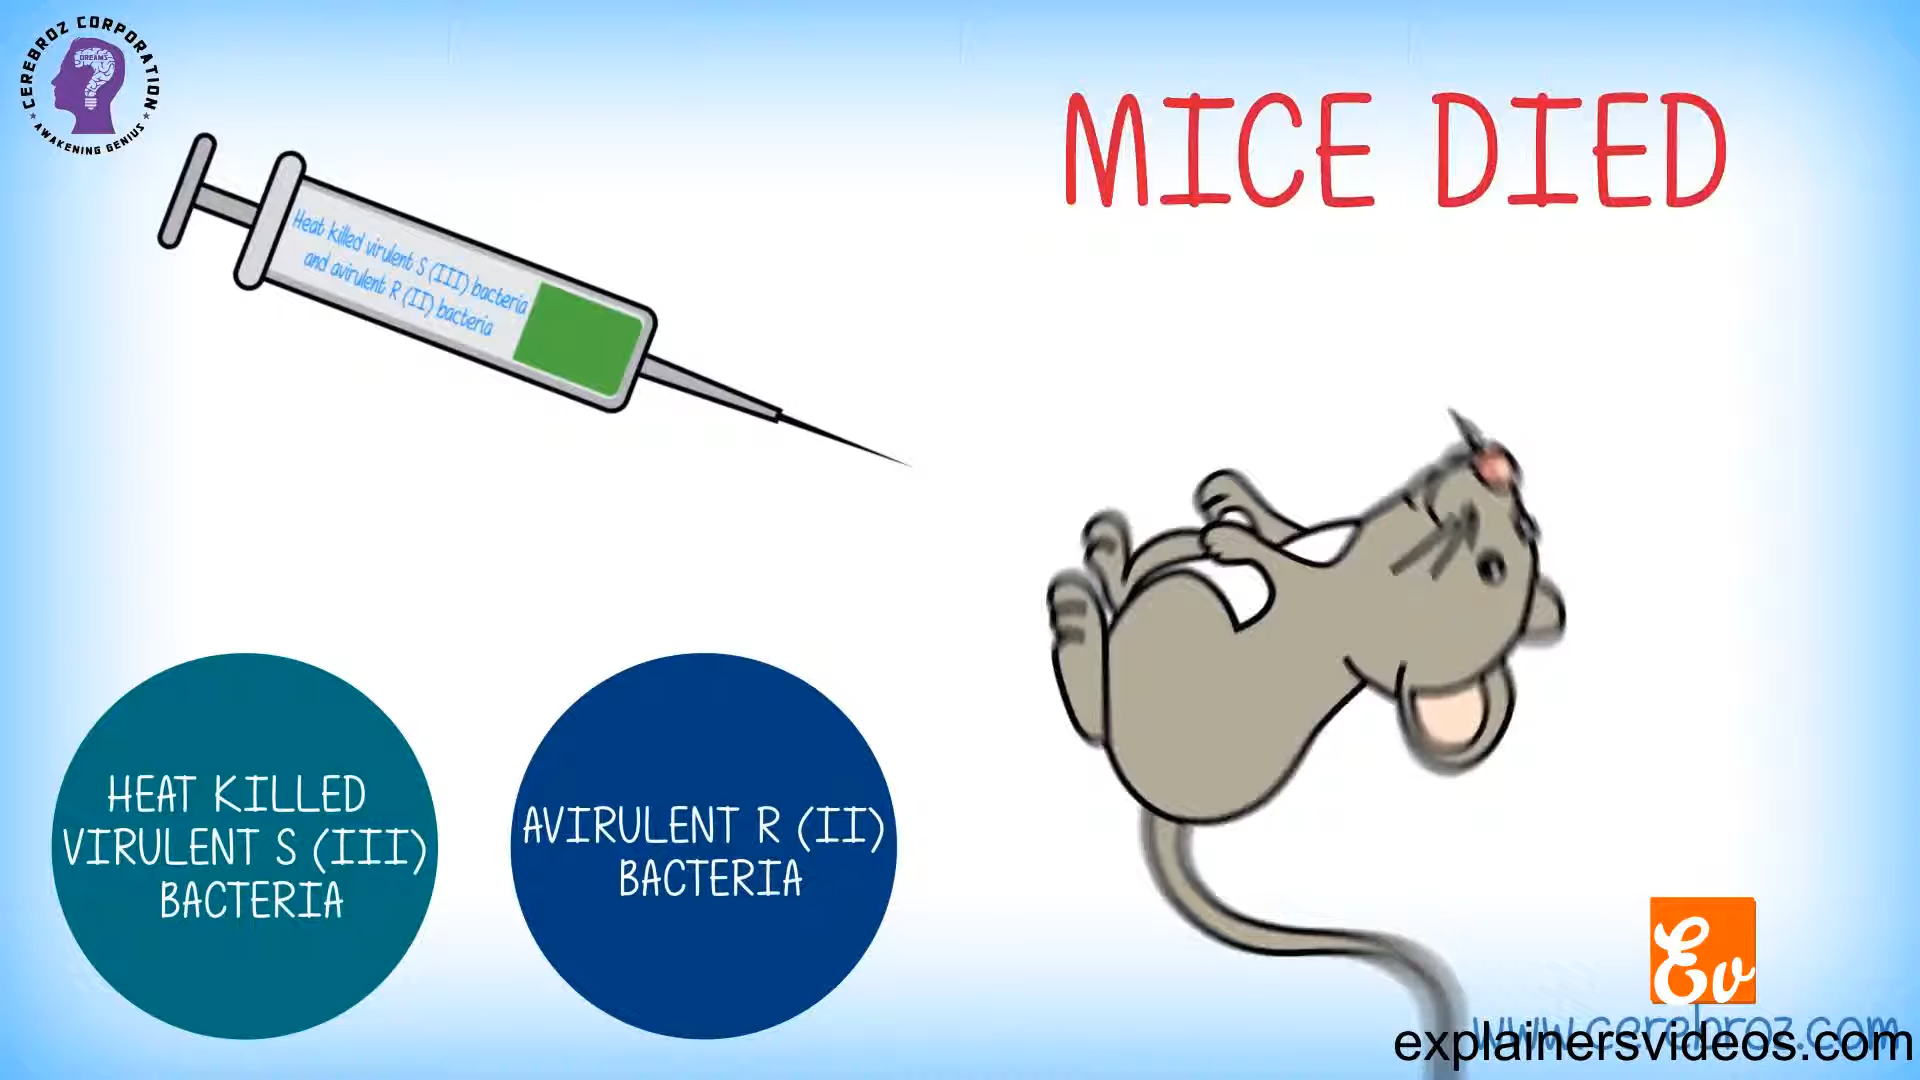 CEREBROZ CORPORATION
DREAMS
★ AWAKENING GENIUS ★
MICE DIED
Heat killed virulent S (III) bacteria
and avirulent R (II) bacteria
HEAT KILLED
VIRULENT S (III)
BACTERIA
AVIRULENT R (II)
BACTERIA
Ev
www.cerebroz.com
explainersvideos.com